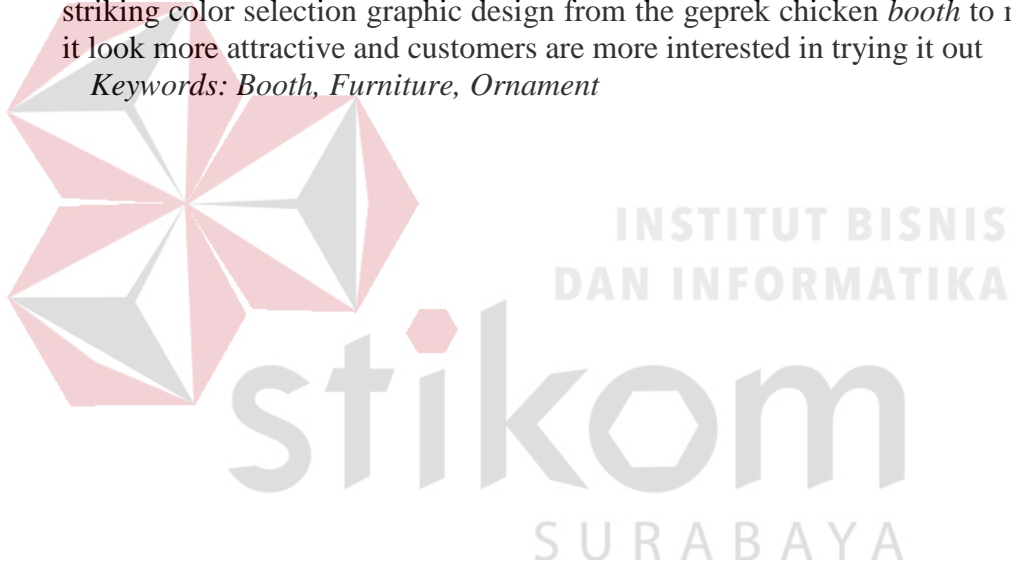 striking color selection graphic design from the geprek chicken booth to
it look more attractive and customers are more interested in trying it out
Keywords: Booth, Furniture, Ornament
INSTITUT BISNIS
DAN INFORMATIKA
stikom
SURABAYA